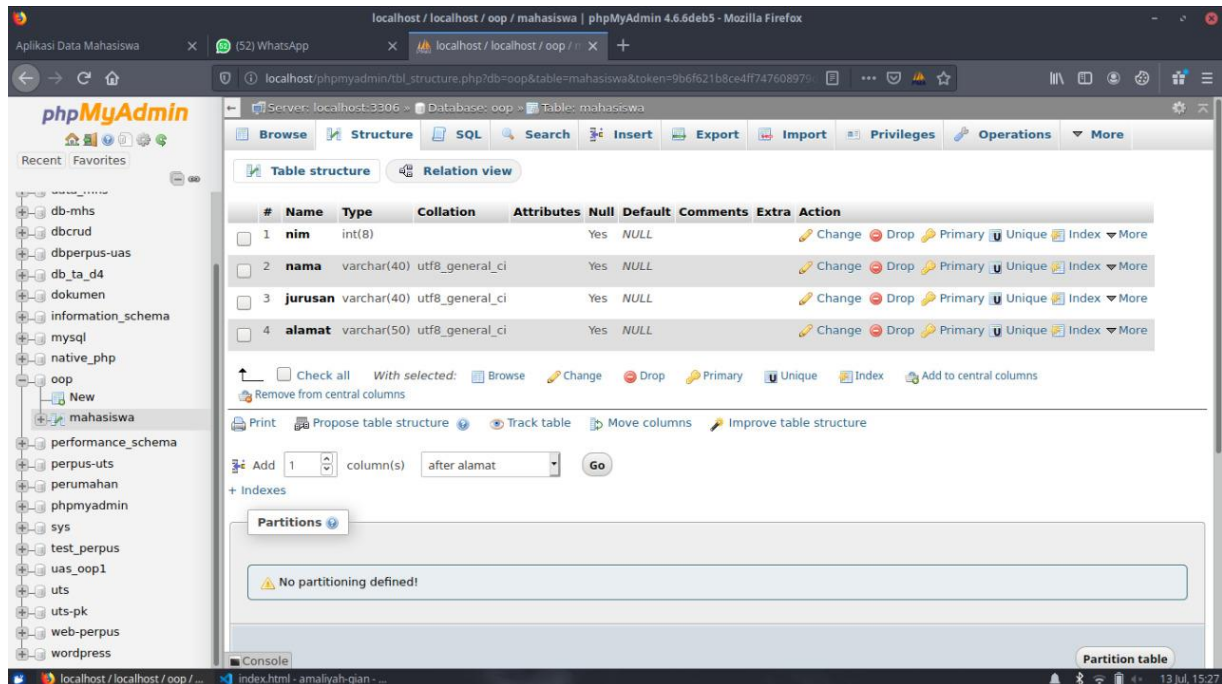 localhost / localhost / oop / mahasiswa | phpMyAdmin 4.6.6deb5 - Mozilla Firefox
Aplikasi Data Mahasiswa
(52) WhatsApp
localhost / localhost / oop /
localhost/phpmyadmin/tbl_structure.php?db=oop&table=mahasiswa&token=9b6f621b8ce4ff747608979
phpMyAdmin
Recent Favorites
db-mhs
dbcrud
dbperpus-uas
db_ta_d4
dokumen
information_schema
mysql
native_php
oop
New
mahasiswa
performance_schema
perpus-uts
perumahan
phpmyadmin
sys
test_perpus
uas_oop1
uts
uts-pk
web-perpus
wordpress
Server: localhost:3306 » Database: oop » Table: mahasiswa
Browse Structure SQL Search Insert Export Import Privileges Operations More
Table structure Relation view
# Name Type Collation Attributes Null Default Comments Extra Action
1 nim int(8) Yes NULL Change Drop Primary Unique Index More
2 nama varchar(40) utf8_general_ci Yes NULL Change Drop Primary Unique Index More
3 jurusan varchar(40) utf8_general_ci Yes NULL Change Drop Primary Unique Index More
4 alamat varchar(50) utf8_general_ci Yes NULL Change Drop Primary Unique Index More
Check all With selected: Browse Change Drop Primary Unique Index Add to central columns
Remove from central columns
Print Propose table structure Track table Move columns Improve table structure
Add 1 column(s) after alamat Go
+ Indexes
Partitions
No partitioning defined!
Partition table
Console
localhost / localhost / oop / ... index.html - amaliyah-qian - ... 13 Jul, 15:27